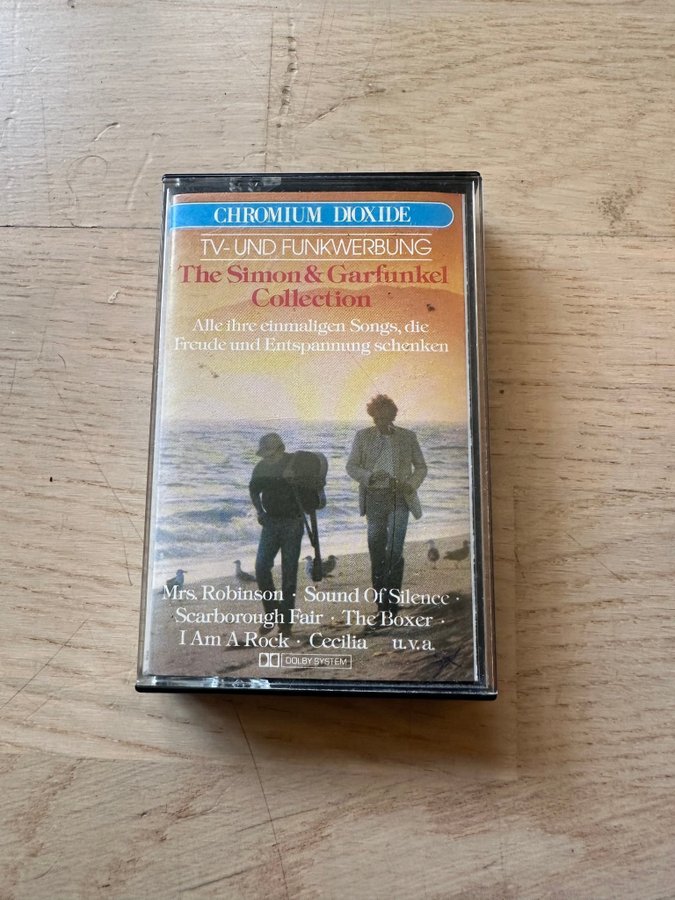 CHROMIUM DIOXIDE
TV- UND FUNKWERBUNG
The Simon & Garfunkel
Collection
Alle ihre einmaligen Songs, die
Freude und Entspannung schenken
Mrs. Robinson · Sound Of Silence ·
Scarborough Fair · The Boxer ·
I Am A Rock · Cecilia u.v.a.
DOLBY SYSTEM